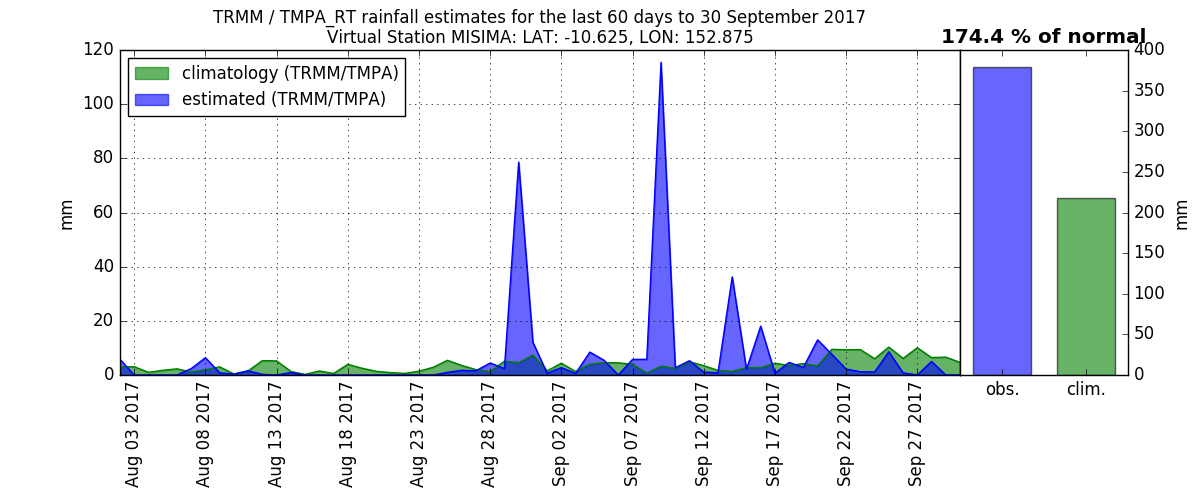 TRMM / TMPA_RT rainfall estimates for the last 60 days to 30 September 2017
Virtual Station MISIMA: LAT: -10.625, LON: 152.875
174.4 % of normal
climatology (TRMM/TMPA)
estimated (TRMM/TMPA)
120
100
80
60
40
20
0
mm
Aug 03 2017
Aug 08 2017
Aug 13 2017
Aug 18 2017
Aug 23 2017
Aug 28 2017
Sep 02 2017
Sep 07 2017
Sep 12 2017
Sep 17 2017
Sep 22 2017
Sep 27 2017
400
350
300
250
200
150
100
50
0
mm
obs.
clim.